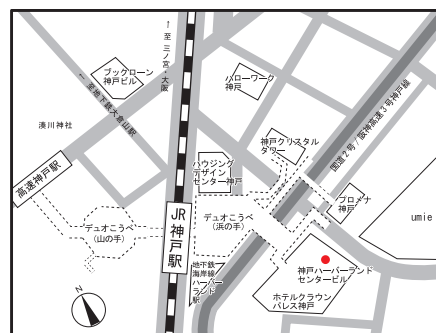 ←至三ノ宮・大阪
ブックローン
神戸ビル
←至地下鉄大倉山駅
ハローワーク
神戸
国道2号/阪神高速3号神戸線
湊川神社
神戸クリスタル
タワー
高速神戸駅
ハウジング
デザイン
センター神戸
プロメナ
神戸
umie
デュオこうべ
(山の手)
JR神戸駅
デュオこうべ
(浜の手)
地下鉄
海岸線
ハーバー
ランド
駅
神戸ハーバーランド
センタービル
ホテルクラウン
パレス神戸
N